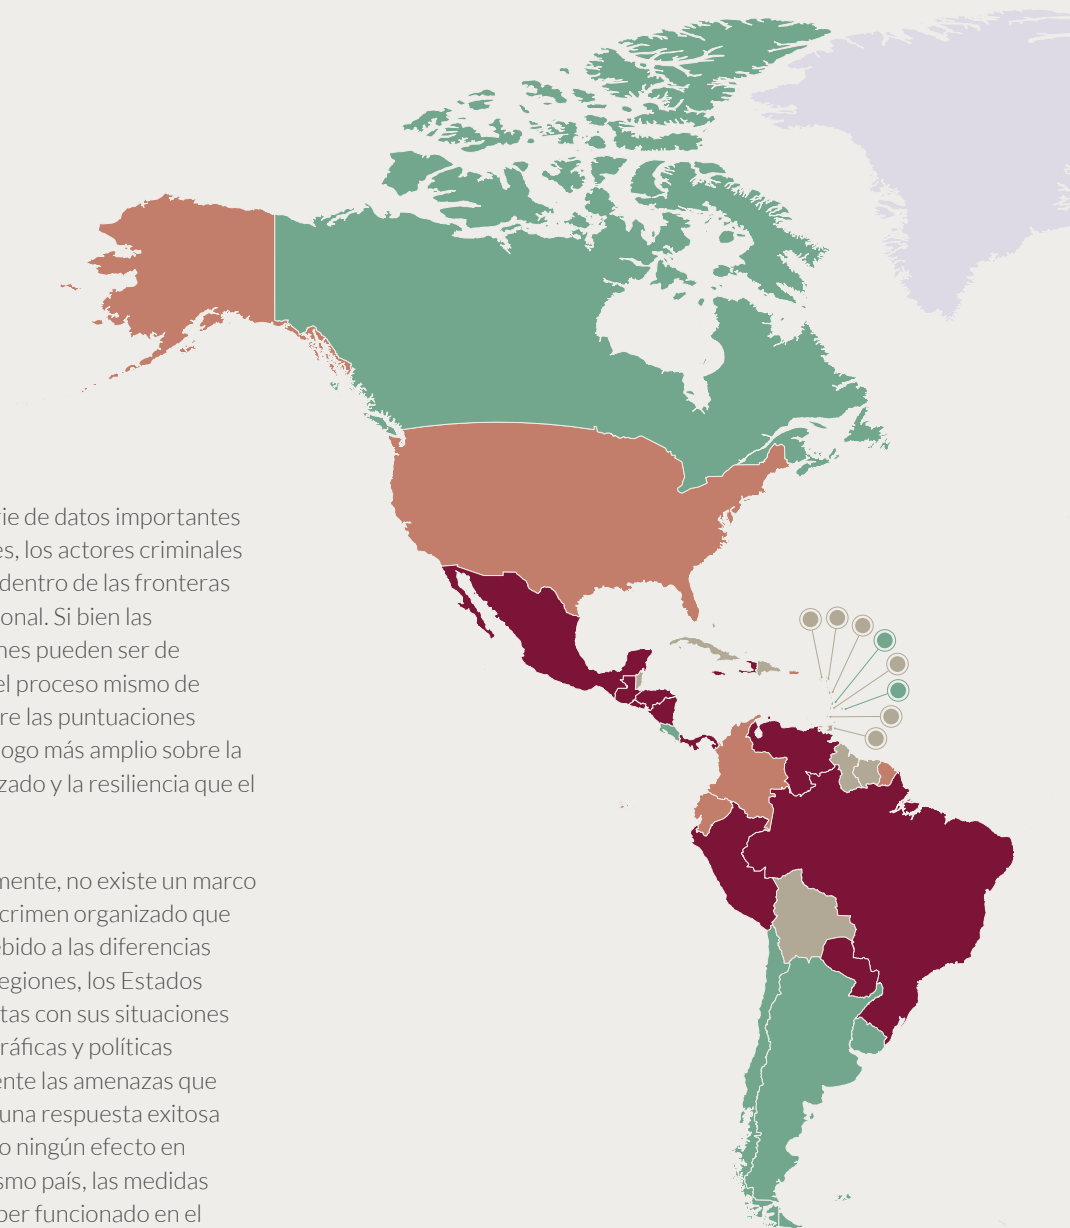 rie de datos importantes
es, los actores criminales
dentro de las fronteras
onal. Si bien las
nes pueden ser de
el proceso mismo de
re las puntuaciones
logo más amplio sobre la
zado y la resiliencia que el
mente, no existe un marco
crimen organizado que
ebido a las diferencias
egiones, los Estados
tas con sus situaciones
ráficas y políticas
ente las amenazas que
una respuesta exitosa
o ningún efecto en
smo país, las medidas
ber funcionado en el